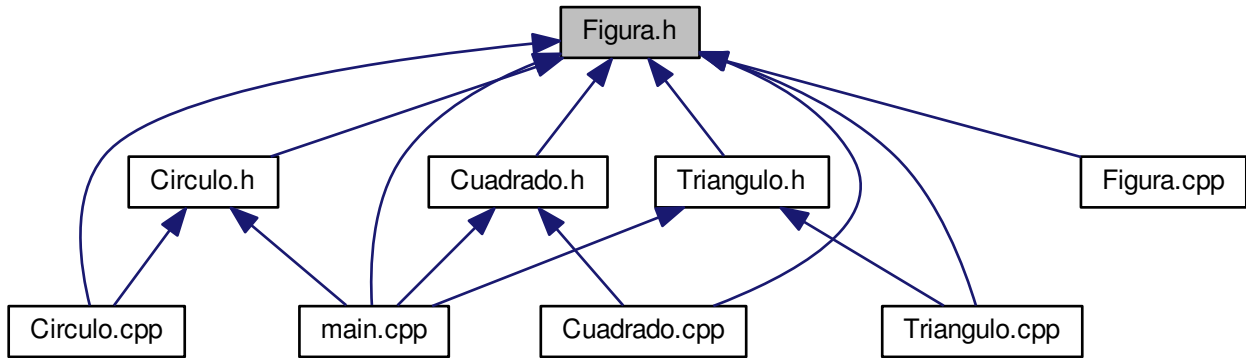 Figura.h
Circulo.h
Cuadrado.h
Triangulo.h
Figura.cpp
Circulo.cpp
main.cpp
Cuadrado.cpp
Triangulo.cpp